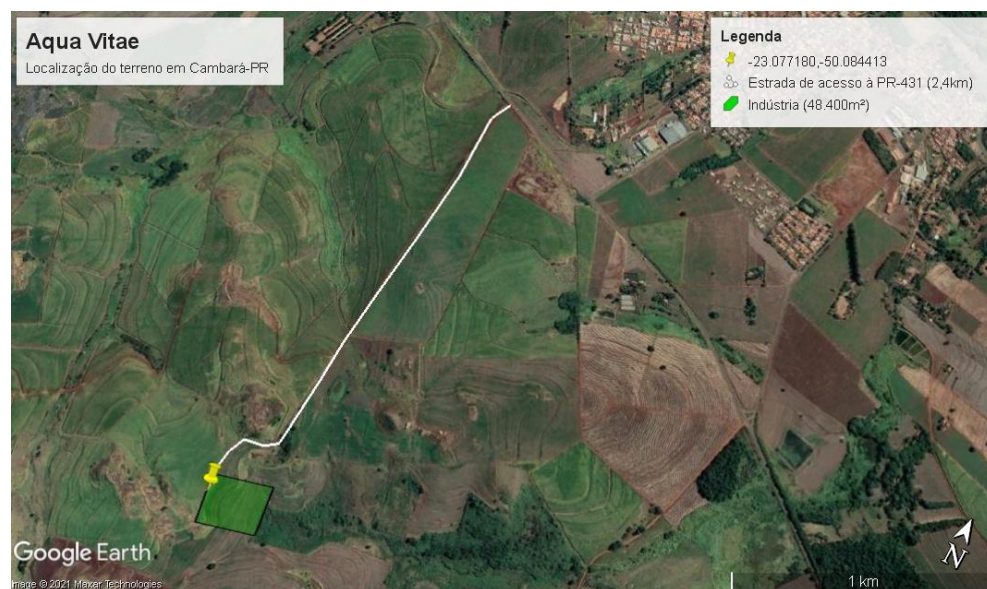 Aqua Vitae
Localização do terreno em Cambará-PR
Legenda
-23.077180,-50.084413
Estrada de acesso à PR-431 (2,4km)
Indústria (48.400m²)
Google Earth
Image © 2021 Maxar Technologies
N
1 km